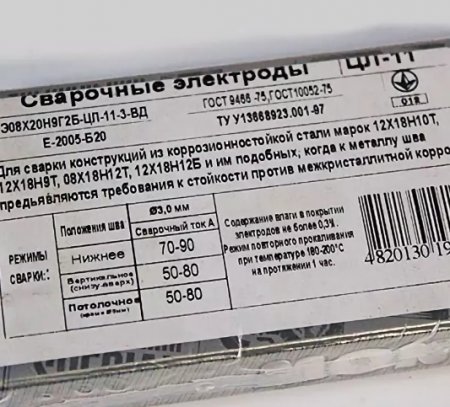 Сварочные электроды
ЦЛ-11
Э08Х20Н9Г2Б-ЦЛ-11-3-ВД
Е-2005-Б20
ГОСТ 9466 -75, ГОСТ10052-75
ТУ У13668923.001-97
01Я
Для сварки конструкций из коррозионностойкой стали марок 12Х18Н10Т,
12Х18Н9Т, 08Х18Н12Т, 12Х18Н12Б и им подобных; когда к металлу шва
предьявляются требования к стойкости против межкристаллитной корро
РЕЖИМЫ
СВАРКИ:
Положения шва
Ø3,0 мм
Сварочный ток А
Нижнее
70-90
Вертикальное
(снизу-вверх)
50-80
Потолочное
50-80
Содержание влаги в покрытии
электродов не более 0,3%
Режим повторного прокаливания
при температуре 180-200°С
на протяжении 1 час.
4820130 19